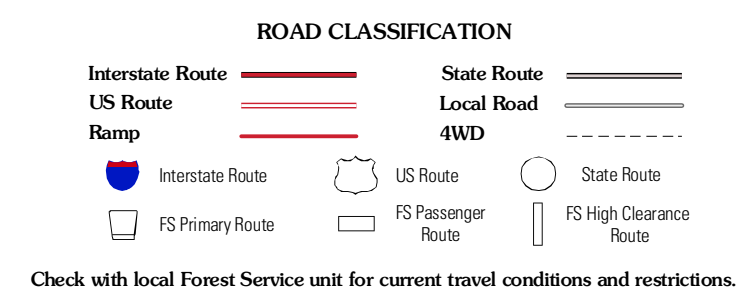 ROAD CLASSIFICATION
Interstate Route
State Route
US Route
Local Road
Ramp
4WD
Interstate Route
US Route
State Route
FS Primary Route
FS Passenger
Route
FS High Clearance
Route
Check with local Forest Service unit for current travel conditions and restrictions.